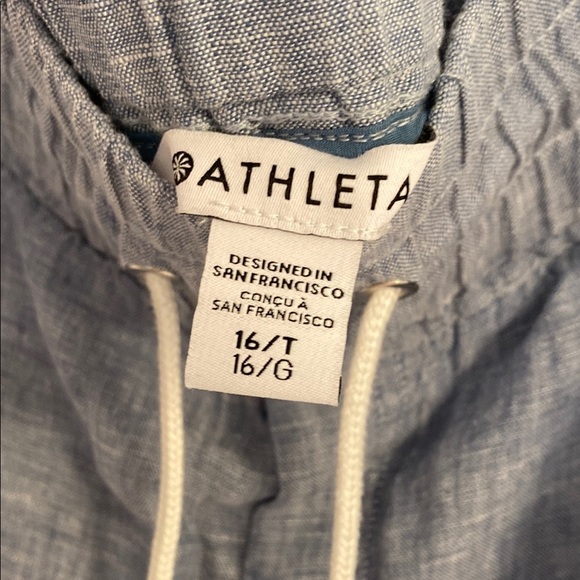 ATHLETA
DESIGNED IN
SAN FRANCISCO
CONÇU À
SAN FRANCISCO
16/T
16/G